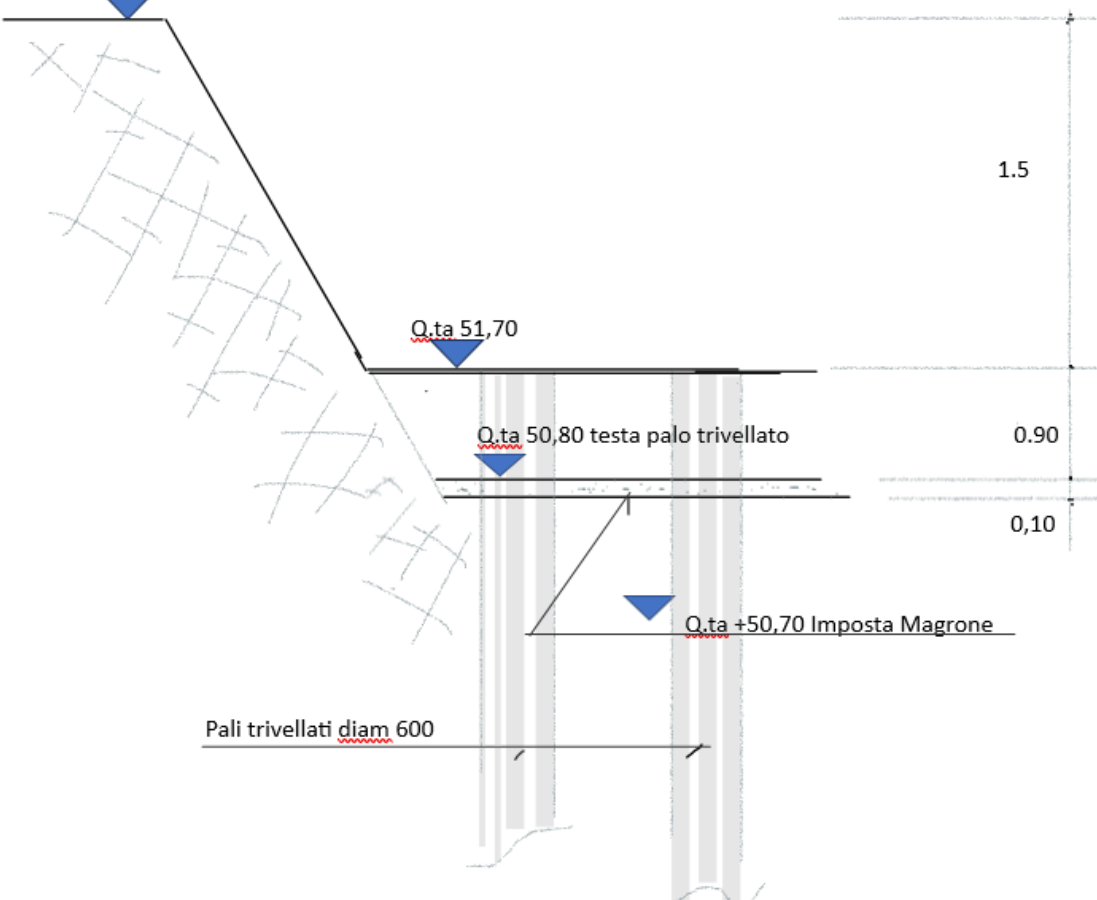 1.5
Q.ta 51,70
Q.ta 50,80 testa palo trivellato
0.90
0,10
Q.ta +50,70 Imposta Magrone
Pali trivellati diam 600